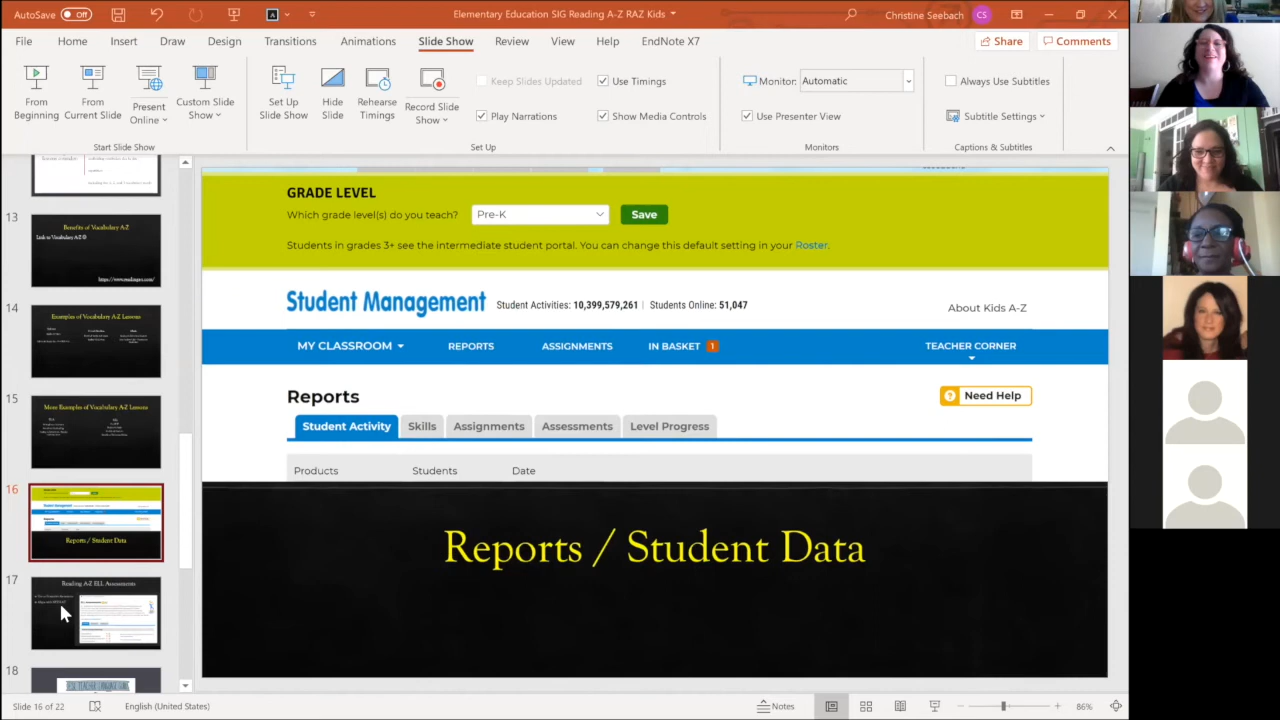 AutoSave Off
Elementary Education SIG Reading A-Z RAZ Kids
Christine Seebach CS
File Home Insert Draw Design Transitions Animations Slide Show Review View Help EndNote X7
Share Comments
From Beginning
From Current Slide
Present Online
Custom Slide Show
Start Slide Show
Set Up Slide Show
Hide Slide
Rehearse Timings
Record Slide Show
Keep Slides Updated
Play Narrations
Use Timings
Show Media Controls
Set Up
Monitor: Automatic
Use Presenter View
Monitors
Always Use Subtitles
Subtitle Settings
Captions & Subtitles
13
Benefits of Vocabulary A-Z
Link to Vocabulary A-Z
14
Examples of Vocabulary A-Z Lessons
15
More Examples of Vocabulary A-Z Lessons
16
Student Management
Reports / Student Data
17
Reading A-Z ELL Assessments
18
GRADE LEVEL
Which grade level(s) do you teach? Pre-K Save
Students in grades 3+ see the intermediate student portal. You can change this default setting in your Roster.
Student Management Student Activities: 10,399,579,261 | Students Online: 51,047
About Kids A-Z
MY CLASSROOM REPORTS ASSIGNMENTS IN BASKET 1 TEACHER CORNER
Reports
? Need Help
Student Activity Skills Assignments Assessments Level Progress
Products Students Date
Reports / Student Data
Slide 16 of 22 English (United States) Notes 86%